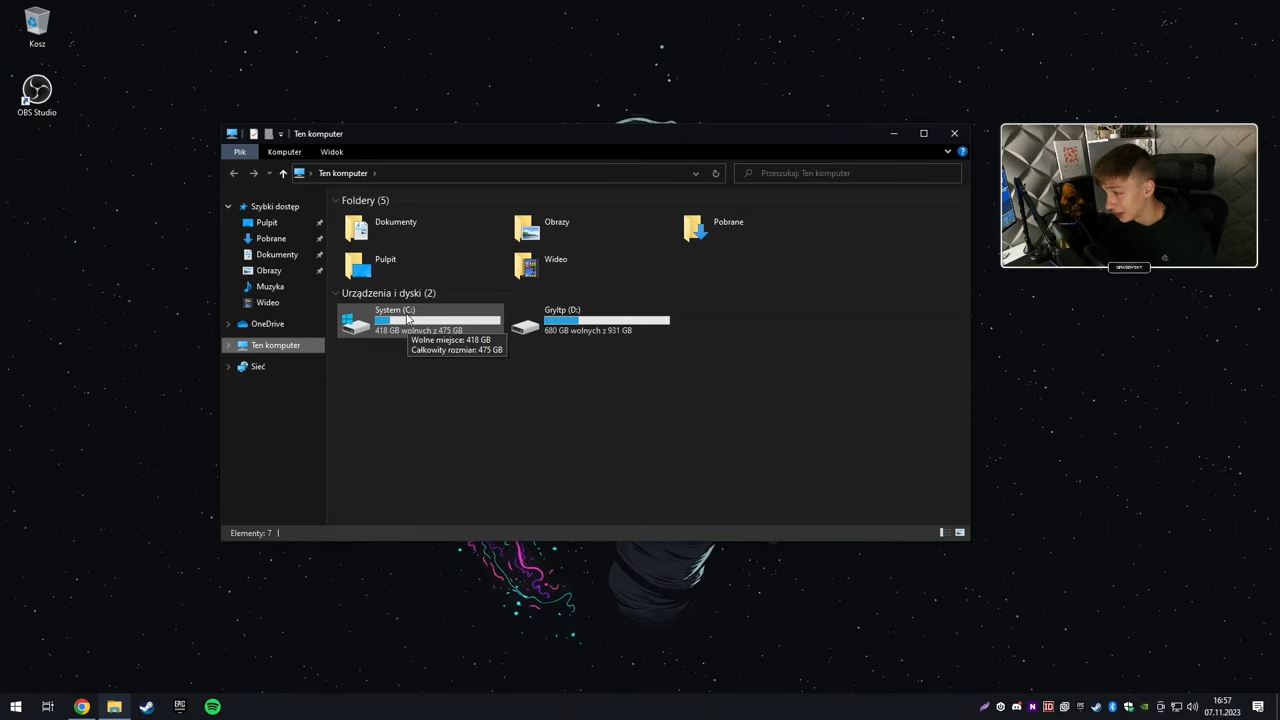 Kosz
OBS Studio
Ten komputer
Plik
Komputer
Widok
Ten komputer
Przeszukaj: Ten komputer
Szybki dostęp
Pulpit
Pobrane
Dokumenty
Obrazy
Muzyka
Wideo
OneDrive
Ten komputer
Sieć
Foldery (5)
Dokumenty
Obrazy
Pobrane
Pulpit
Wideo
Urządzenia i dyski (2)
System (C:)
418 GB wolnych z 475 GB
GryItp (D:)
680 GB wolnych z 931 GB
Wolne miejsce: 418 GB
Całkowity rozmiar: 475 GB
Elementy: 7
EPIC
16:57
07.11.2023